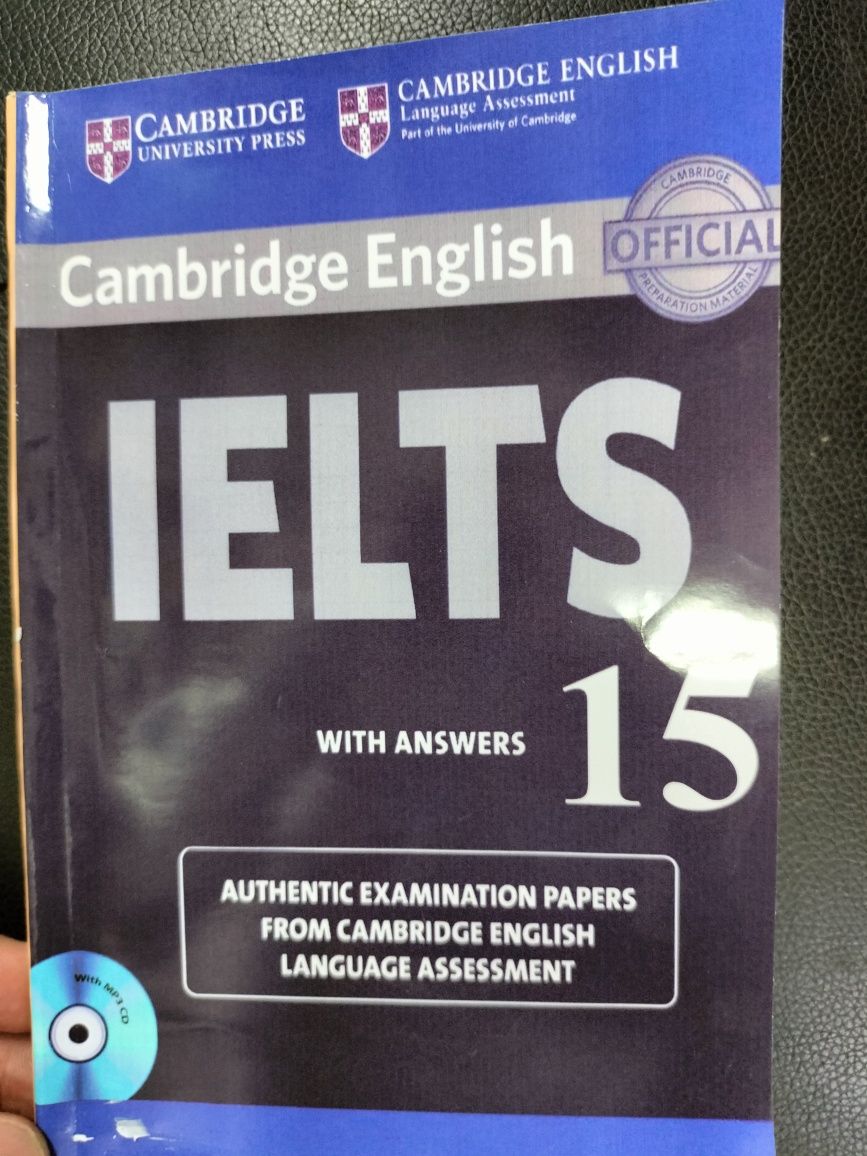 CAMBRIDGE
UNIVERSITY PRESS
CAMBRIDGE ENGLISH
Language Assessment
Part of the University of Cambridge
Cambridge English
CAMBRIDGE
OFFICIAL
PREPARATION MATERIAL
IELTS
WITH ANSWERS
15
AUTHENTIC EXAMINATION PAPERS
FROM CAMBRIDGE ENGLISH
LANGUAGE ASSESSMENT
With MP3 CD